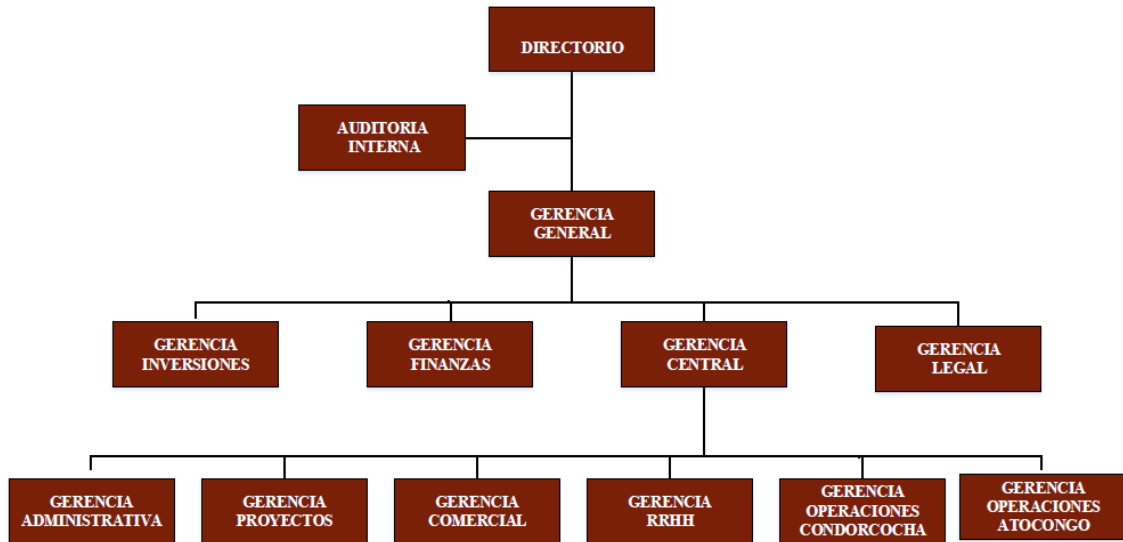 DIRECTORIO
AUDITORIA
INTERNA
GERENCIA
GENERAL
GERENCIA
INVERSIONES
GERENCIA
FINANZAS
GERENCIA
CENTRAL
GERENCIA
LEGAL
GERENCIA
ADMINISTRATIVA
GERENCIA
PROYECTOS
GERENCIA
COMERCIAL
GERENCIA
RRHH
GERENCIA
OPERACIONES
CONDORCOCHA
GERENCIA
OPERACIONES
ATOCONGO